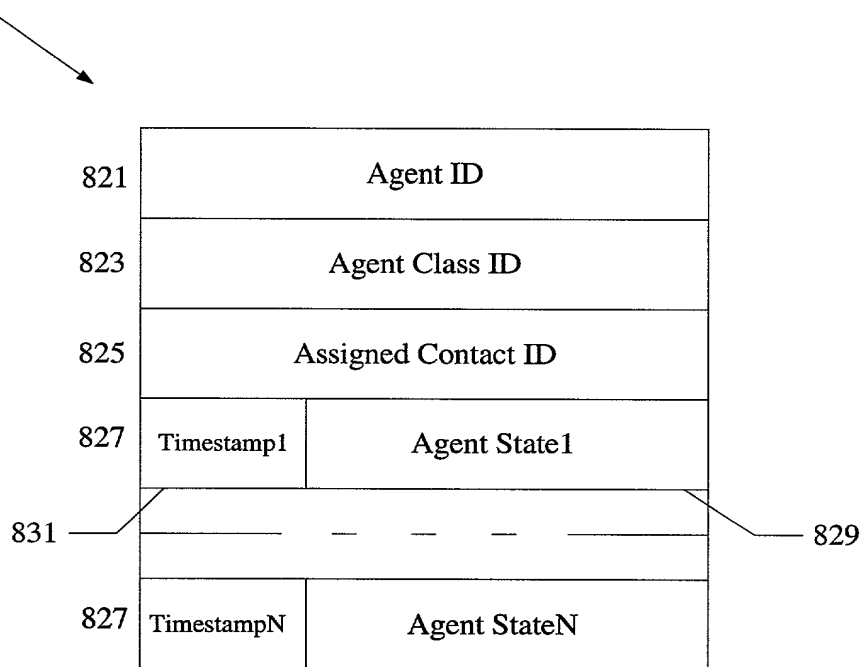 821 Agent ID
823 Agent Class ID
825 Assigned Contact ID
827 Timestamp1 Agent State1
831 829
827 TimestampN Agent StateN